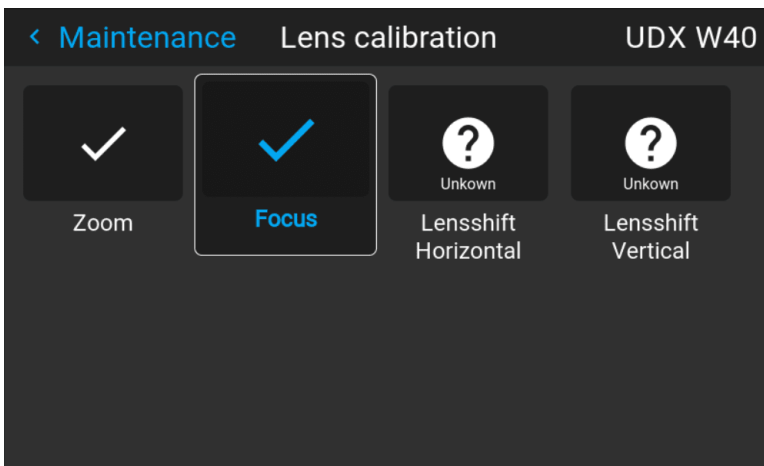 Maintenance Lens calibration UDX W40
? ?
Unkown Unkown
Zoom Focus Lensshift Lensshift
Horizontal Vertical